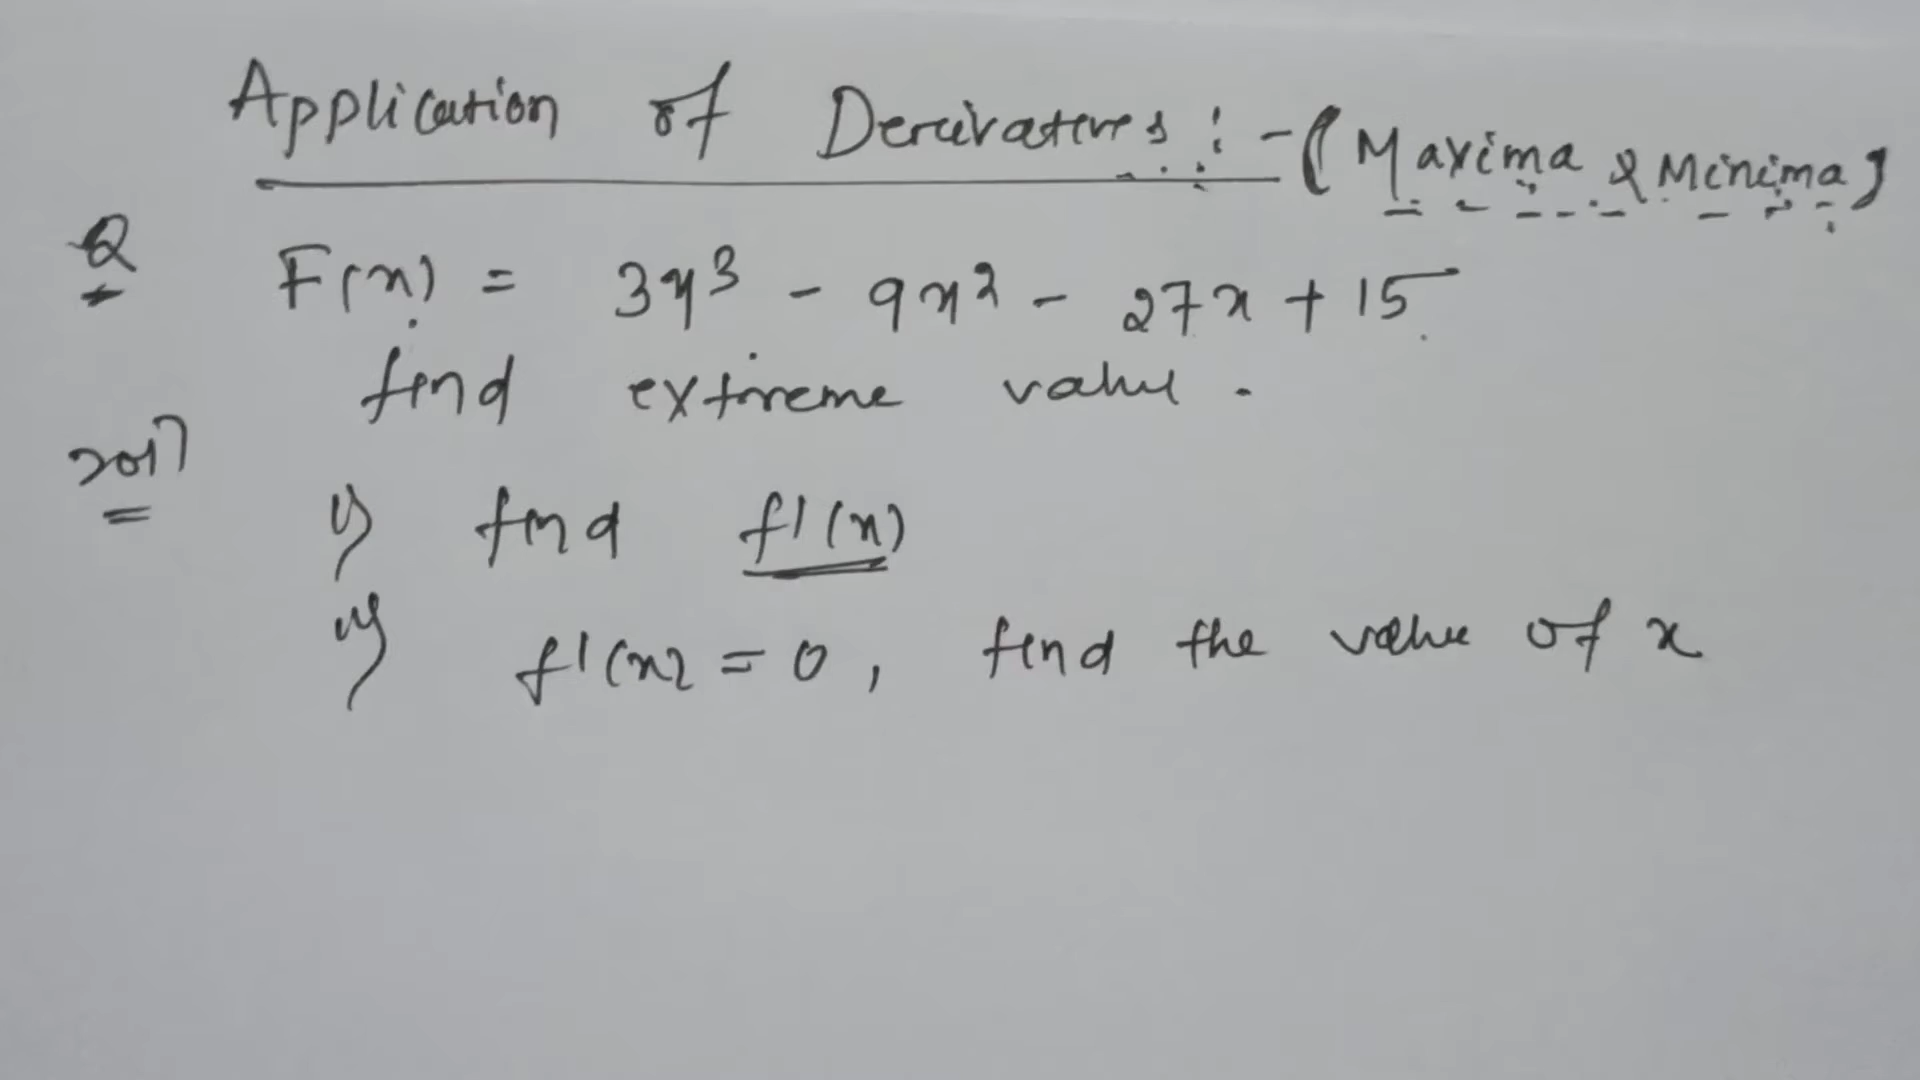 Application of Derivatives :- (Maxima & Minima)
Q F(x) = 3x³ - 9x² - 27x + 15
find extreme value .
i) find f'(x)
ii) f'(x) = 0, find the value of x